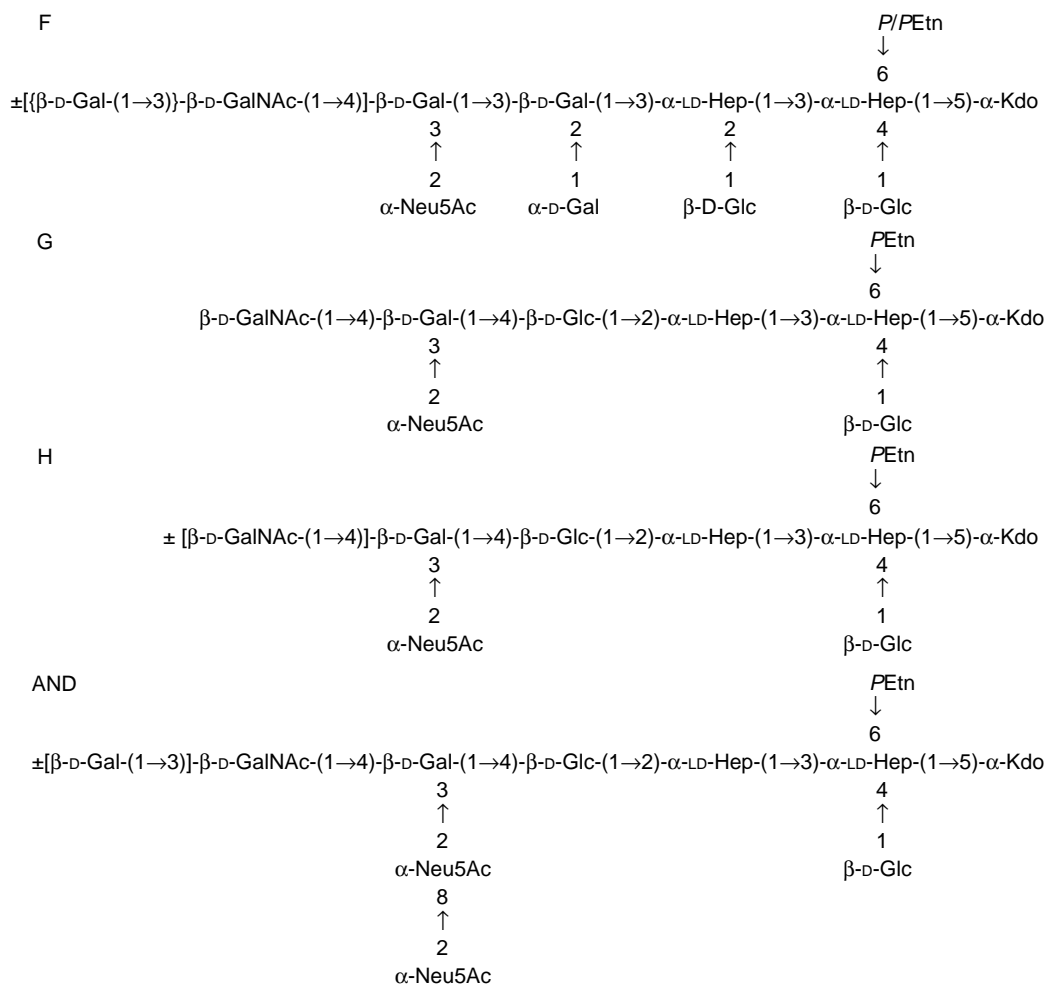 F P/PEtn
↓
6
±[{β-D-Gal-(1→3)}-β-D-GalNAc-(1→4)]-β-D-Gal-(1→3)-β-D-Gal-(1→3)-α-LD-Hep-(1→3)-α-LD-Hep-(1→5)-α-Kdo
3 2 2 4
↑ ↑ ↑ ↑
2 1 1 1
α-Neu5Ac α-D-Gal β-D-Glc β-D-Glc
G PEtn
↓
6
β-D-GalNAc-(1→4)-β-D-Gal-(1→4)-β-D-Glc-(1→2)-α-LD-Hep-(1→3)-α-LD-Hep-(1→5)-α-Kdo
3 4
↑ ↑
2 1
α-Neu5Ac β-D-Glc
H PEtn
↓
6
± [β-D-GalNAc-(1→4)]-β-D-Gal-(1→4)-β-D-Glc-(1→2)-α-LD-Hep-(1→3)-α-LD-Hep-(1→5)-α-Kdo
3 4
↑ ↑
2 1
α-Neu5Ac β-D-Glc
AND PEtn
↓
6
±[β-D-Gal-(1→3)]-β-D-GalNAc-(1→4)-β-D-Gal-(1→4)-β-D-Glc-(1→2)-α-LD-Hep-(1→3)-α-LD-Hep-(1→5)-α-Kdo
3 4
↑ ↑
2 1
α-Neu5Ac β-D-Glc
8
↑
2
α-Neu5Ac